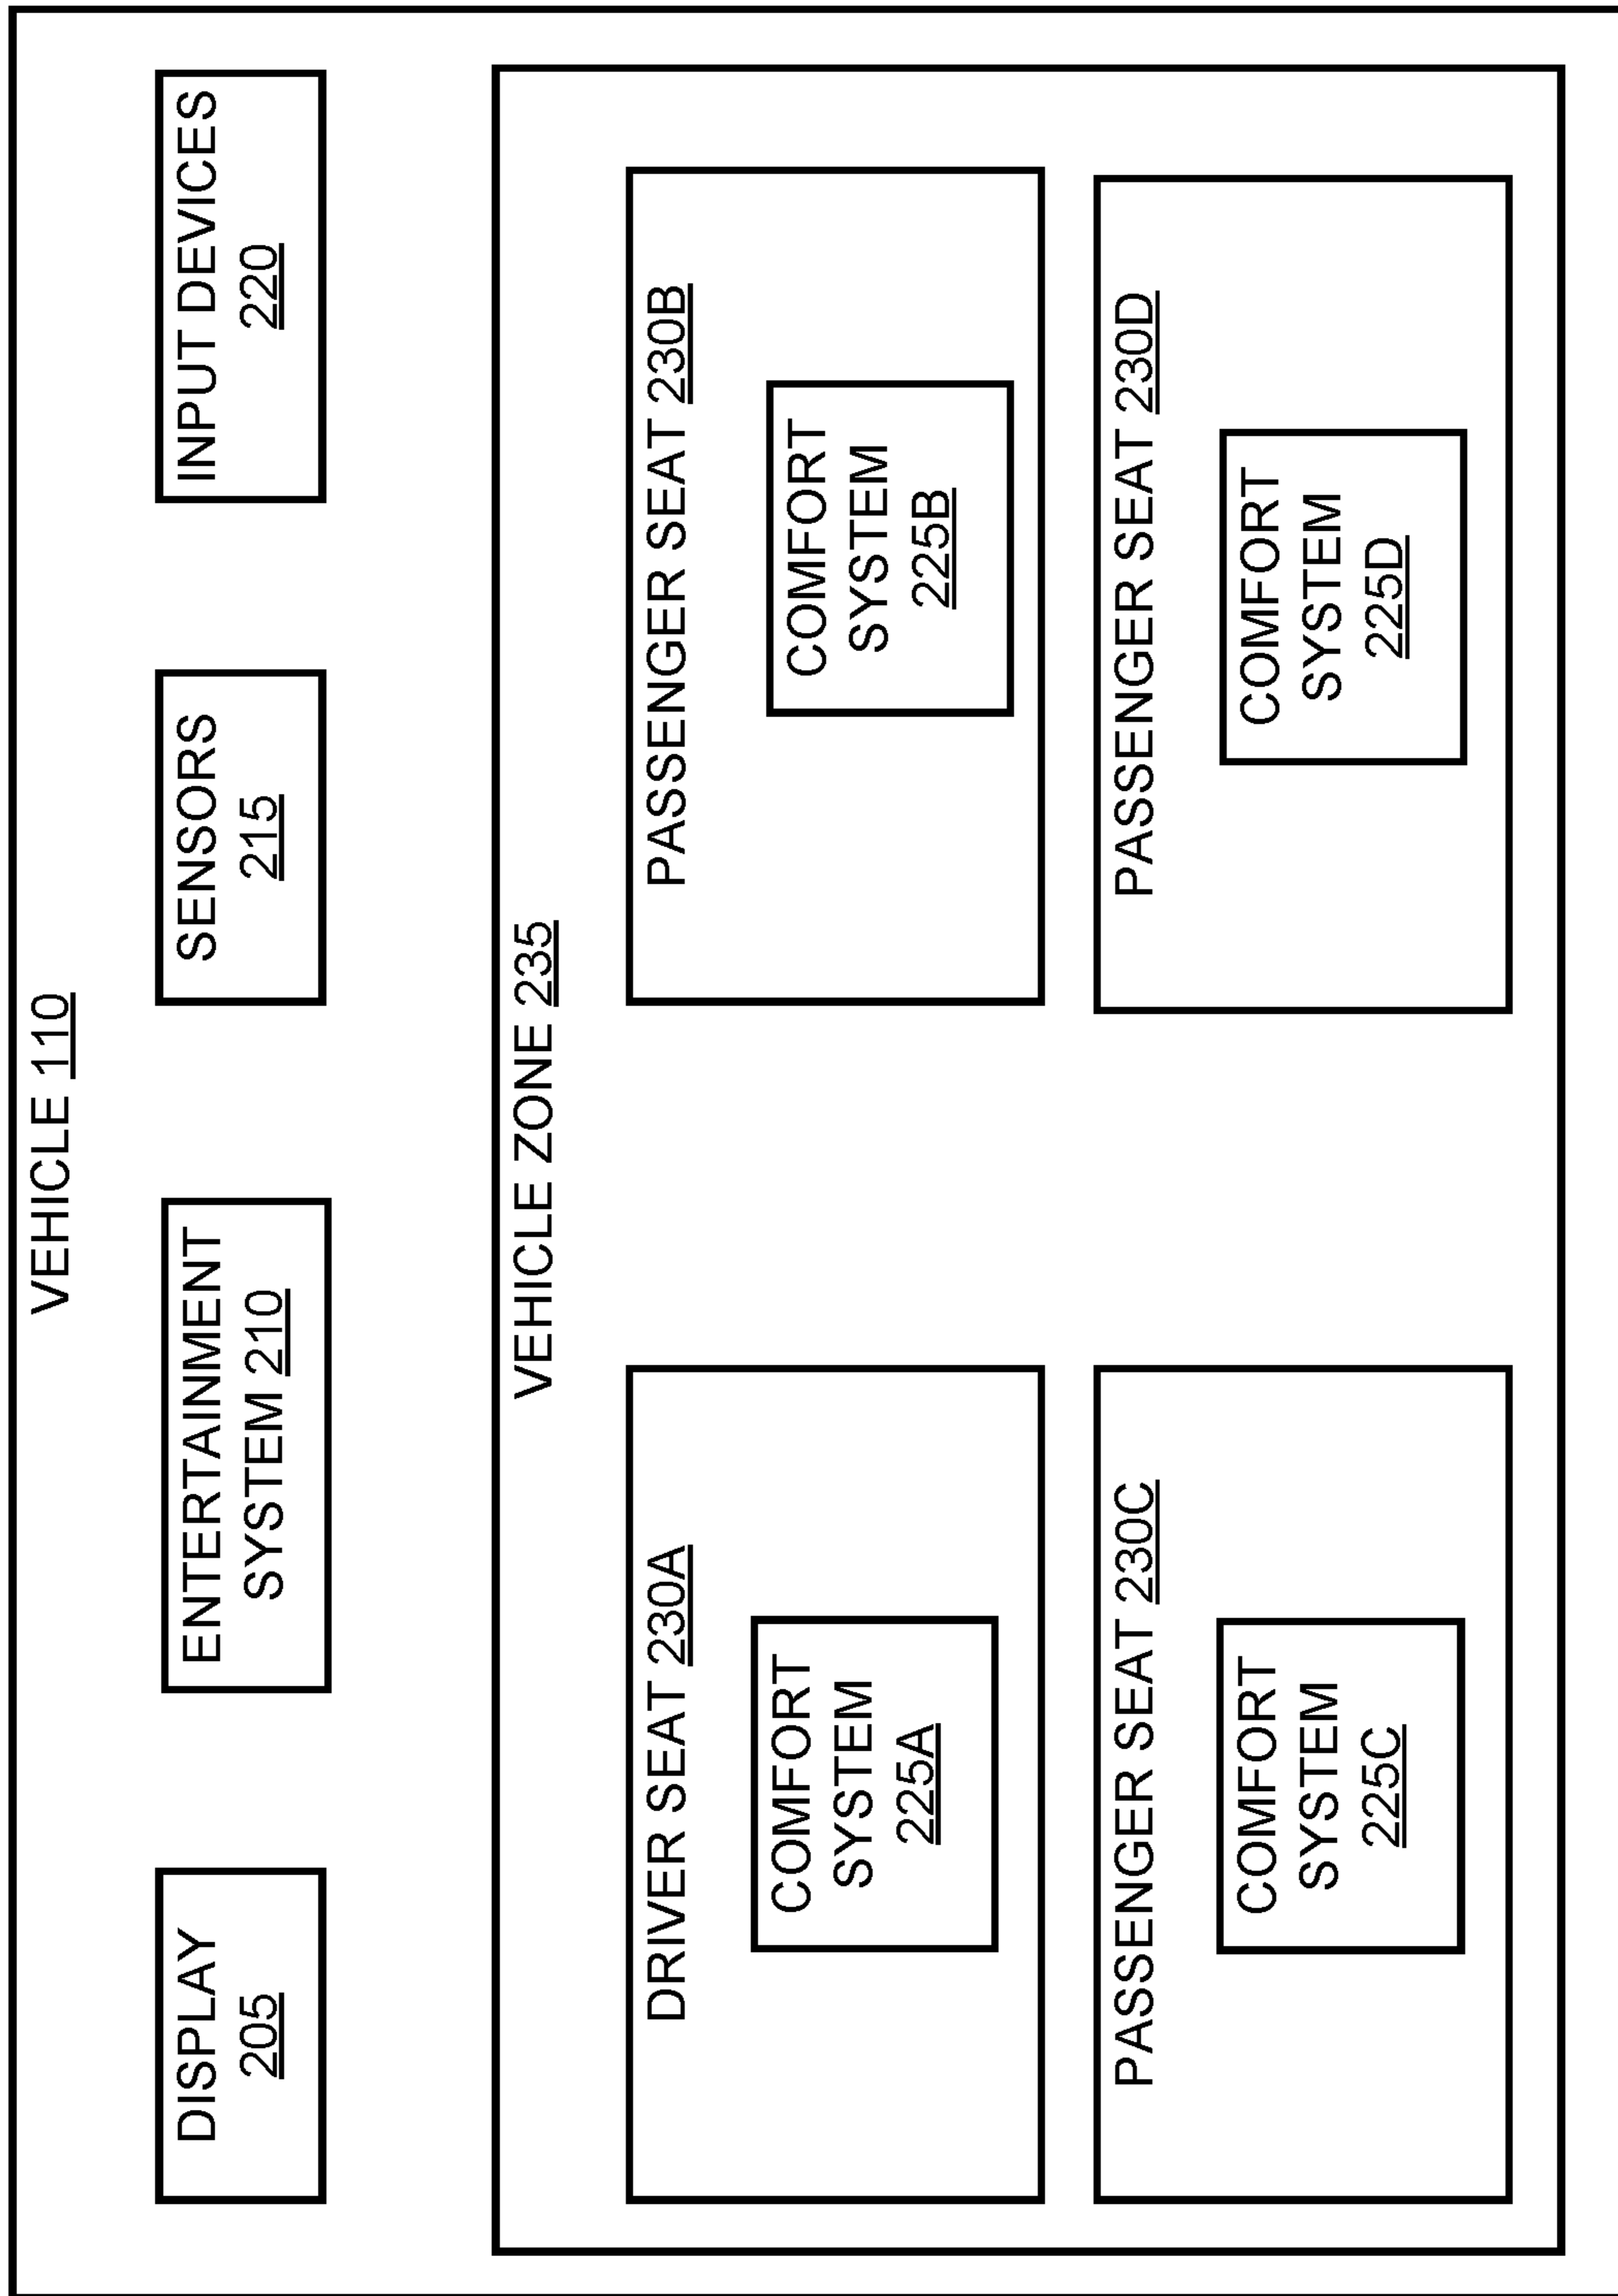 VEHICLE 110
DISPLAY
205
ENTERTAINMENT
SYSTEM 210
SENSORS
215
INPUT DEVICES
220
VEHICLE ZONE 235
DRIVER SEAT 230A
COMFORT
SYSTEM
225A
PASSENGER SEAT 230B
COMFORT
SYSTEM
225B
PASSENGER SEAT 230C
COMFORT
SYSTEM
225C
PASSENGER SEAT 230D
COMFORT
SYSTEM
225D